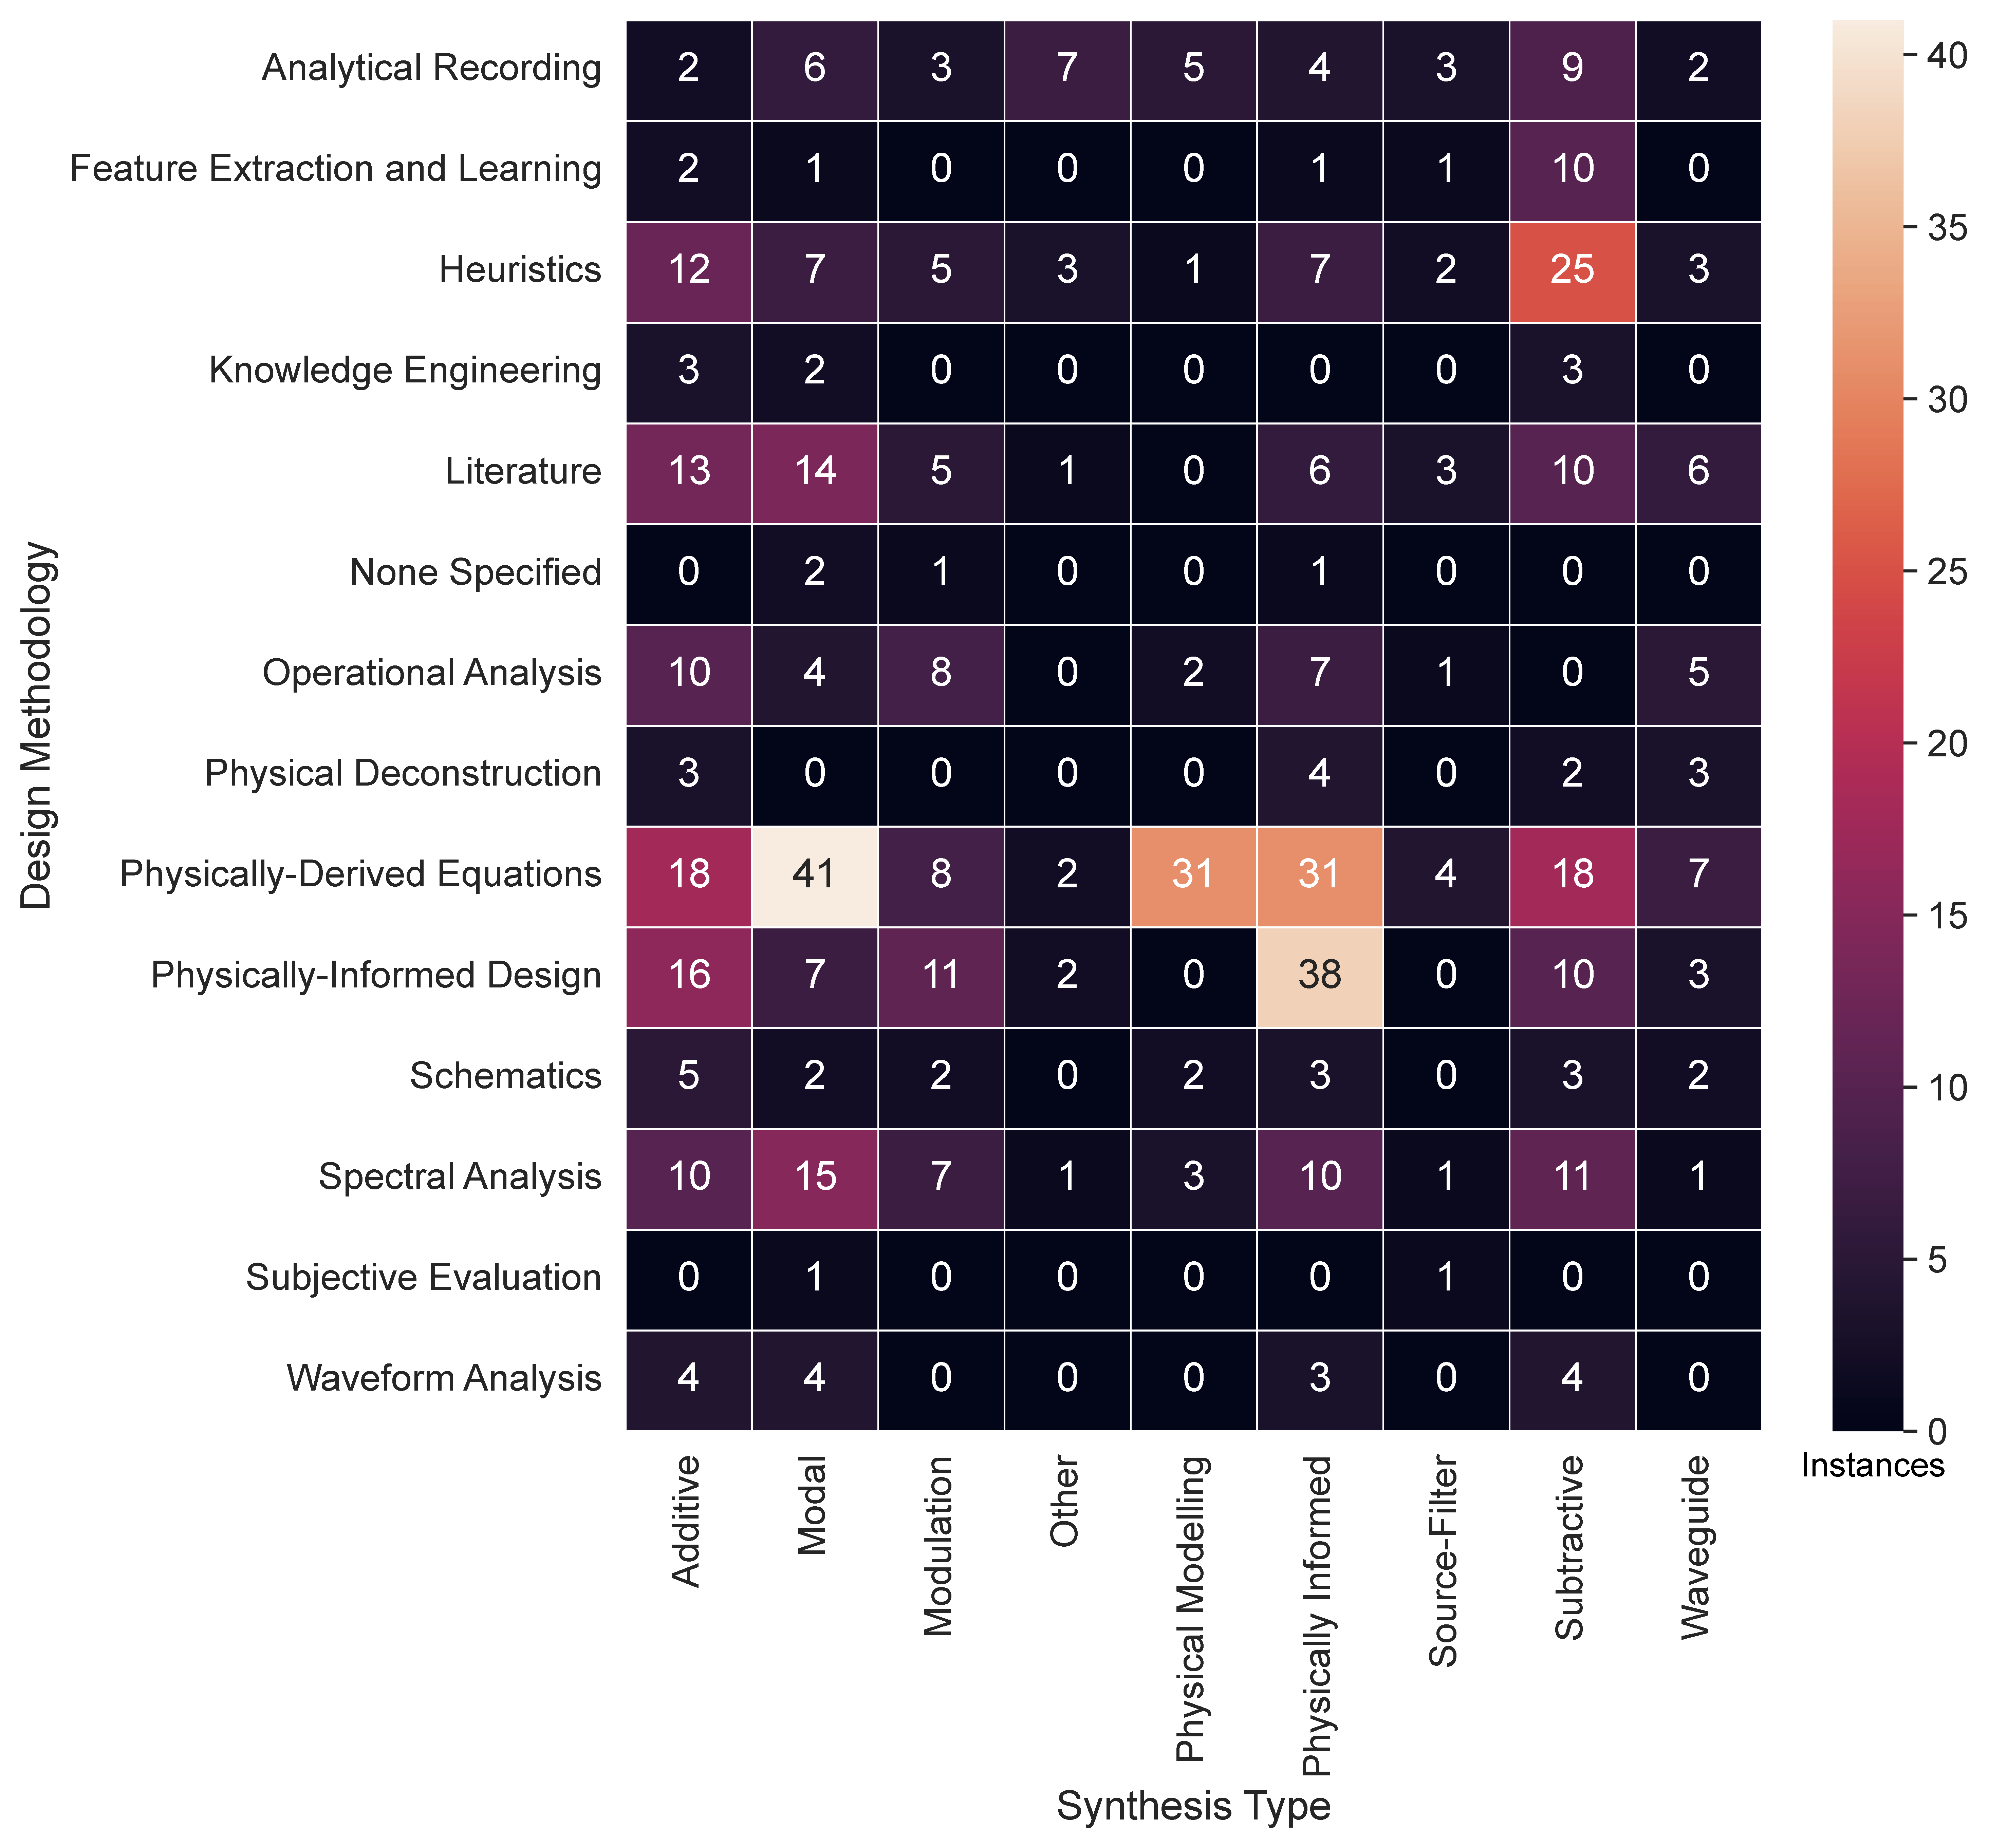 Analytical Recording 2 6 3 7 5 4 3 9 2
Feature Extraction and Learning 2 1 0 0 0 1 1 10 0
Heuristics 12 7 5 3 1 7 2 25 3
Knowledge Engineering 3 2 0 0 0 0 0 3 0
Literature 13 14 5 1 0 6 3 10 6
None Specified 0 2 1 0 0 1 0 0 0
Operational Analysis 10 4 8 0 2 7 1 0 5
Physical Deconstruction 3 0 0 0 0 4 0 2 3
Physically-Derived Equations 18 41 8 2 31 31 4 18 7
Physically-Informed Design 16 7 11 2 0 38 0 10 3
Schematics 5 2 2 0 2 3 0 3 2
Spectral Analysis 10 15 7 1 3 10 1 11 1
Subjective Evaluation 0 1 0 0 0 0 1 0 0
Waveform Analysis 4 4 0 0 0 3 0 4 0
Design Methodology
Additive
Modal
Modulation
Other
Physical Modelling
Physically Informed
Source-Filter
Subtractive
Waveguide
Synthesis Type
40
35
30
25
20
15
10
5
0
Instances